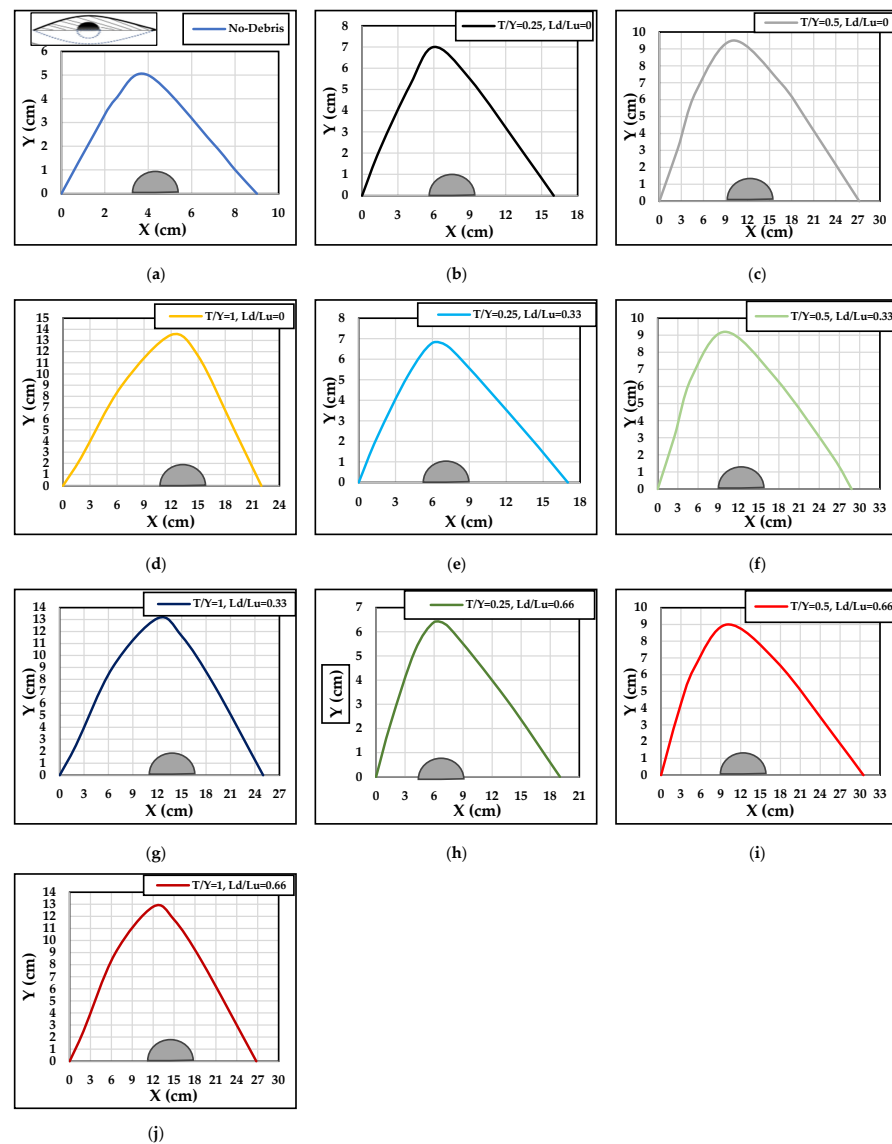 No-Debris
Y (cm)
6
5
4
3
2
1
0
0 2 4 6 8 10
X (cm)
(a)
T/Y=0.25, Ld/Lu=0
Y (cm)
8
7
6
5
4
3
2
1
0
0 3 6 9 12 15 18
X (cm)
(b)
T/Y=0.5, Ld/Lu=0
Y (cm)
10
9
8
7
6
5
4
3
2
1
0
0 3 6 9 12 15 18 21 24 27 30
X (cm)
(c)
T/Y=1, Ld/Lu=0
Y (cm)
15
14
13
12
11
10
9
8
7
6
5
4
3
2
1
0
0 3 6 9 12 15 18 21 24
X (cm)
(d)
T/Y=0.25, Ld/Lu=0.33
Y (cm)
8
7
6
5
4
3
2
1
0
0 3 6 9 12 15 18
X (cm)
(e)
T/Y=0.5, Ld/Lu=0.33
Y (cm)
10
9
8
7
6
5
4
3
2
1
0
0 3 6 9 12 15 18 21 24 27 30 33
X (cm)
(f)
T/Y=1, Ld/Lu=0.33
Y (cm)
14
13
12
11
10
9
8
7
6
5
4
3
2
1
0
0 3 6 9 12 15 18 21 24 27
X (cm)
(g)
T/Y=0.25, Ld/Lu=0.66
Y (cm)
7
6
5
4
3
2
1
0
0 3 6 9 12 15 18 21
X (cm)
(h)
T/Y=0.5, Ld/Lu=0.66
Y (cm)
10
9
8
7
6
5
4
3
2
1
0
0 3 6 9 12 15 18 21 24 27 30 33
X (cm)
(i)
T/Y=1, Ld/Lu=0.66
Y (cm)
14
13
12
11
10
9
8
7
6
5
4
3
2
1
0
0 3 6 9 12 15 18 21 24 27 30
X (cm)
(j)